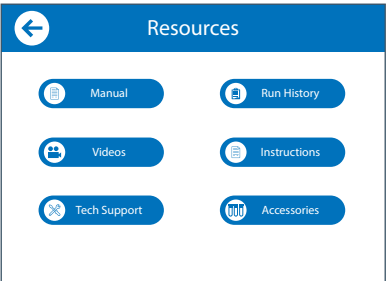 Resources
Manual
Run History
Videos
Instructions
Tech Support
Accessories